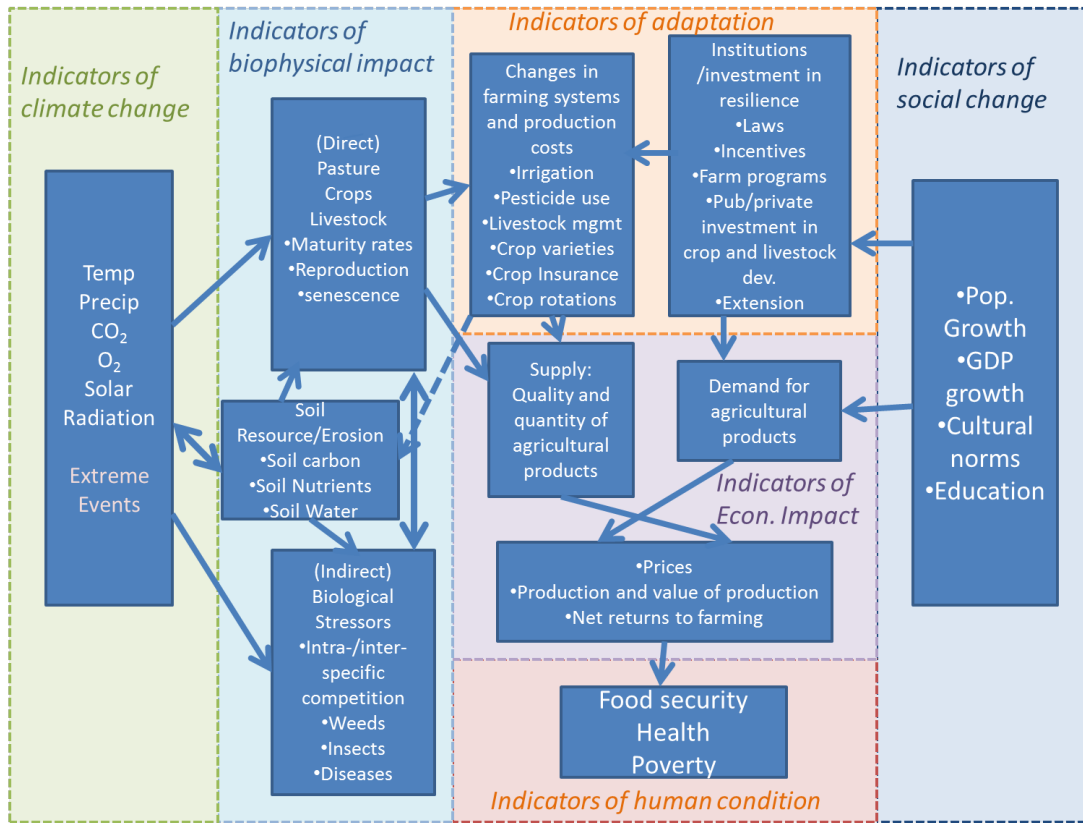 Indicators of
climate change
Temp
Precip
CO₂
O₂
Solar
Radiation
Extreme
Events
Indicators of
biophysical impact
(Direct)
Pasture
Crops
Livestock
•Maturity rates
•Reproduction
•senescence
Soil
Resource/Erosion
•Soil carbon
•Soil Nutrients
•Soil Water
(Indirect)
Biological
Stressors
•Intra-/inter-
specific
competition
•Weeds
•Insects
•Diseases
Indicators of adaptation
Changes in
farming systems
and production
costs
•Irrigation
•Pesticide use
•Livestock mgmt
•Crop varieties
•Crop Insurance
•Crop rotations
Institutions
/investment in
resilience
•Laws
•Incentives
•Farm programs
•Pub/private
investment in
crop and livestock
dev.
•Extension
Supply:
Quality and
quantity of
agricultural
products
Demand for
agricultural
products
Indicators of
Econ. Impact
•Prices
•Production and value of production
•Net returns to farming
Food security
Health
Poverty
Indicators of human condition
Indicators of
social change
•Pop.
Growth
•GDP
growth
•Cultural
norms
•Education